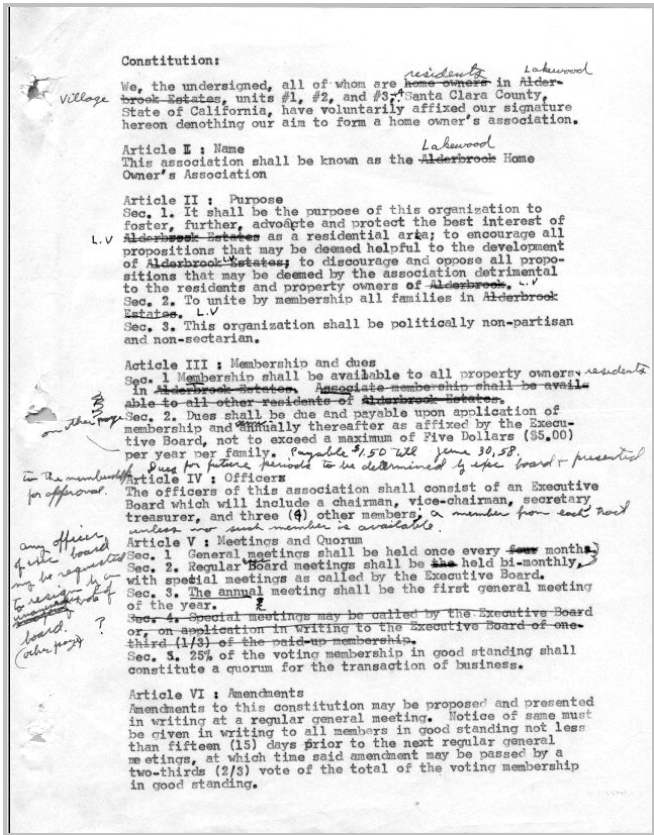 Constitution:
residents Lakewood
We, the undersigned, all of whom are home owners in Alder-
Village brook Estates, units #1, #2, and #3, 4 Santa Clara County,
State of California, have voluntarily affixed our signature
hereon denothing our aim to form a home owner's association.
Lakewood
Article I : Name
This association shall be known as the Alderbrook Home
Owner's Association
Article II : Purpose
Sec. 1. It shall be the purpose of this organization to
foster, further, advoacte and protect the best interest of
L.V Alderbrook Estates as a residential aria; to encourage all
propositions that may be deemed helpful to the development
of Alderbrook Estates; to discourage and oppose all propo-
sitions that may be deemed by the association detrimental
to the residents and property owners of Alderbrook. L.V
Sec. 2. To unite by membership all families in Alderbrook
Estates. L.V
Sec. 3. This organization shall be politically non-partisan
and non-sectarian.
Acticle III : Membership and dues
Sec. 1 Membership shall be available to all property owners, residents
in Alderbrook Estates. Associate membership shall be avail-
able to all other residents of Alderbrook Estates.
on other page Sec. 2. Dues shall be due and payable upon application of
membership and annually thereafter as affixed by the Execu-
tive Board, not to exceed a maximum of Five Dollars ($5.00)
per year per family. Payable $1.50 until June 30, 58.
Dues for future periods to be determined by exec board & presented
to the membership for approval.
Article IV : Officers
The officers of this association shall consist of an Executive
Board which will include a chairman, vice-chairman, secretary
treasurer, and three (4) other members; a member from each tract
unless no such member is available.
any officer
of exec board
may be requested
to resign by
vote of
board. ?
(other page)
Article V : Meetings and Quorum
Sec. 1 General meetings shall be held once every four months
Sec. 2. Regular Board meetings shall be the held bi-monthly,
with special meetings as called by the Executive Board.
Sec. 3. The annual meeting shall be the first general meeting
of the year.
Sec. 4. Special meetings may be called by the Executive Board
or, on application in writing to the Executive Board of one-
third (1/3) of the paid-up membership.
Sec. 5. 25% of the voting membership in good standing shall
constitute a quorum for the transaction of business.
Article VI : Amendments
Amendments to this constitution may be proposed and presented
in writing at a regular general meeting. Notice of same must
be given in writing to all members in good standing not less
than fifteen (15) days prior to the next regular general
meetings, at which time said amendment may be passed by a
two-thirds (2/3) vote of the total of the voting membership
in good standing.